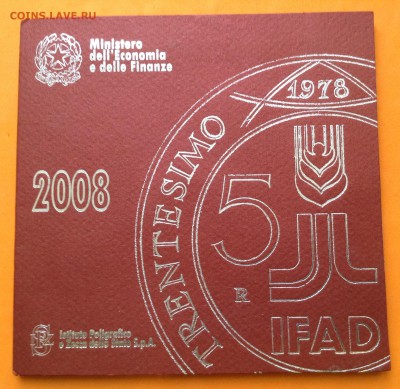 COINS.LAVE.RU
Ministero
dell'Economia
e delle Finanze
1978
TRENTESIMO
2008
5
R
IFAD
Istituto Poligrafico
e Zecca dello Stato S.p.A.